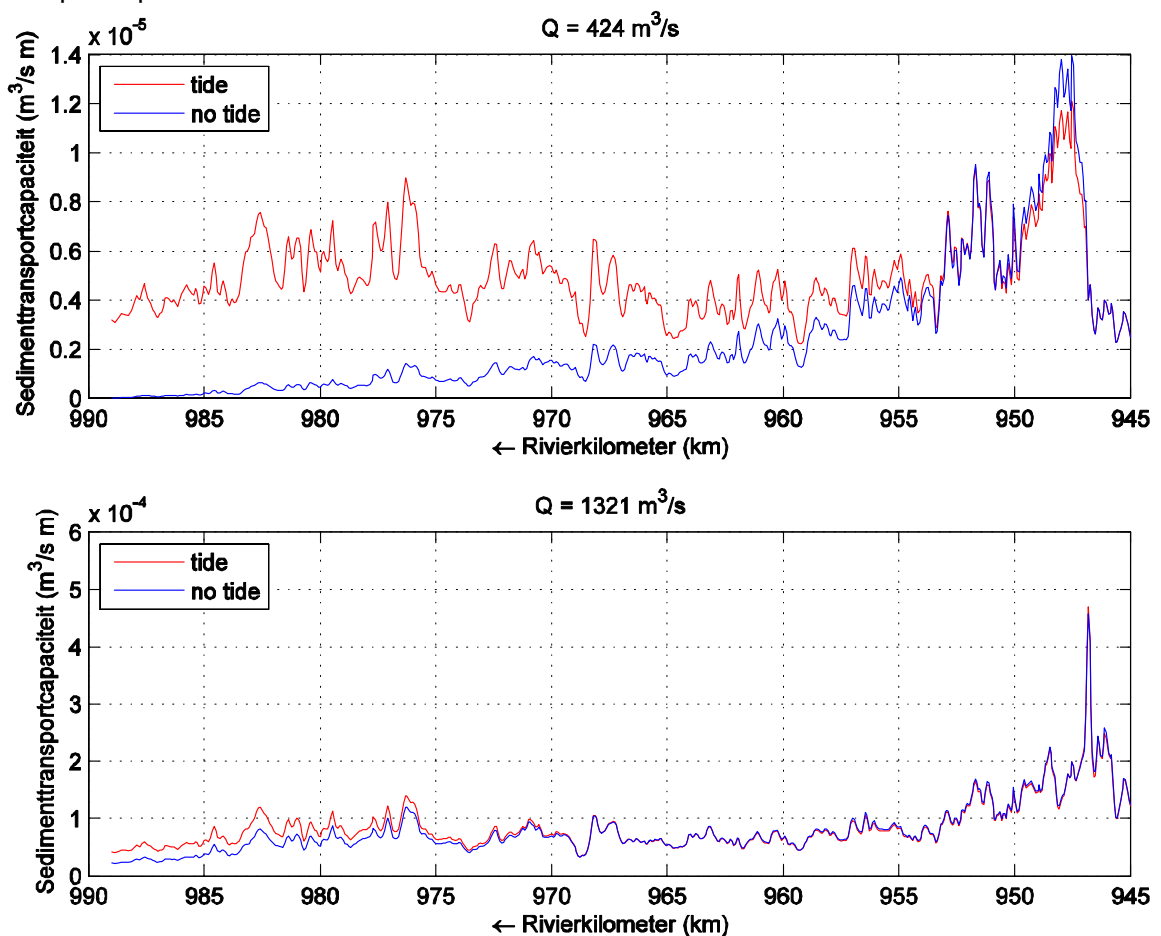 Q = 424 m³/s
x 10⁻⁵
Sedimenttransportcapaciteit (m³/s m)
1.4
1.2
1
0.8
0.6
0.4
0.2
0
tide
no tide
990 985 980 975 970 965 960 955 950 945
← Rivierkilometer (km)
Q = 1321 m³/s
x 10⁻⁴
Sedimenttransportcapaciteit (m³/s m)
6
5
4
3
2
1
0
tide
no tide
990 985 980 975 970 965 960 955 950 945
← Rivierkilometer (km)